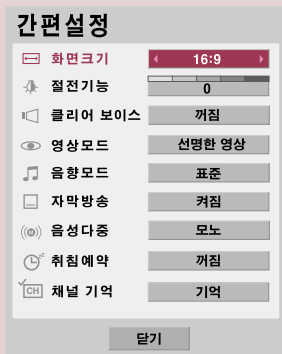 간편설정
화면크기 16:9
절전기능 0
클리어 보이스 꺼짐
영상모드 선명한 영상
음향모드 표준
자막방송 켜짐
음성다중 모노
취침예약 꺼짐
CH 채널 기억 기억
닫기